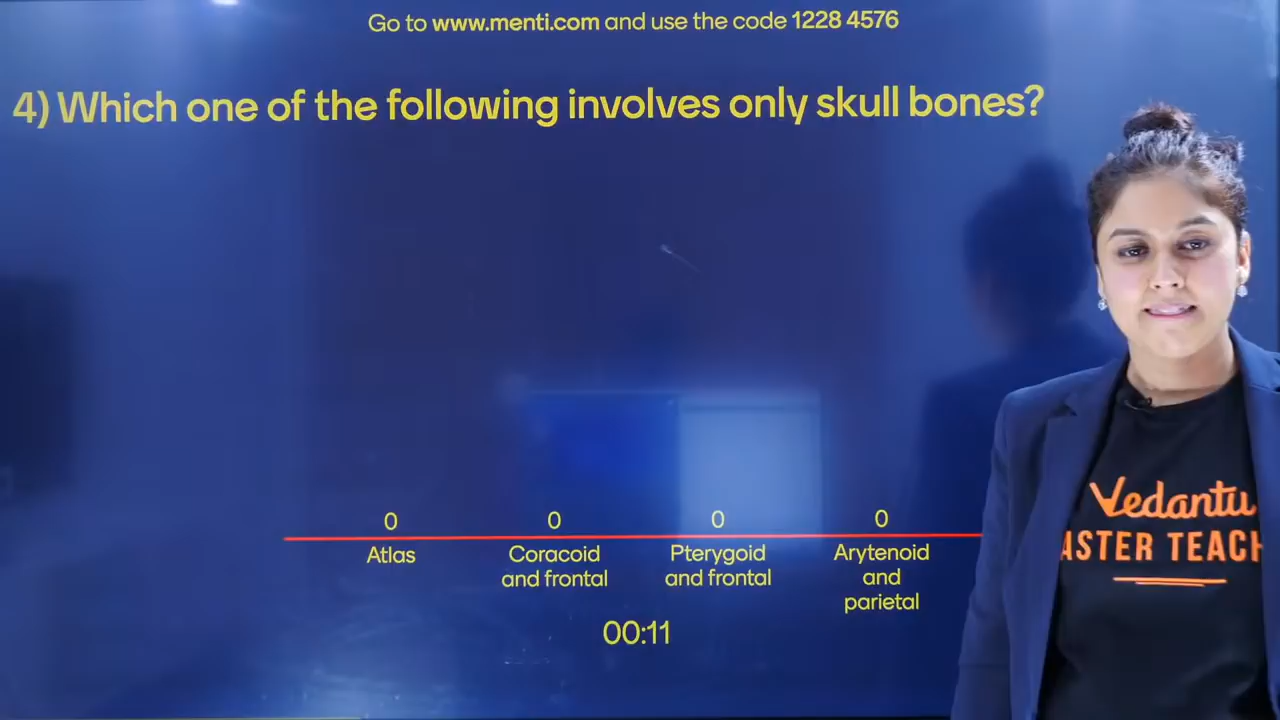 Go to www.menti.com and use the code 1228 4576
4) Which one of the following involves only skull bones?
0
0
0
0
Atlas
Coracoid
and frontal
Pterygoid
and frontal
Arytenoid
and
parietal
00:11
Vedantu
ASTER TEACH